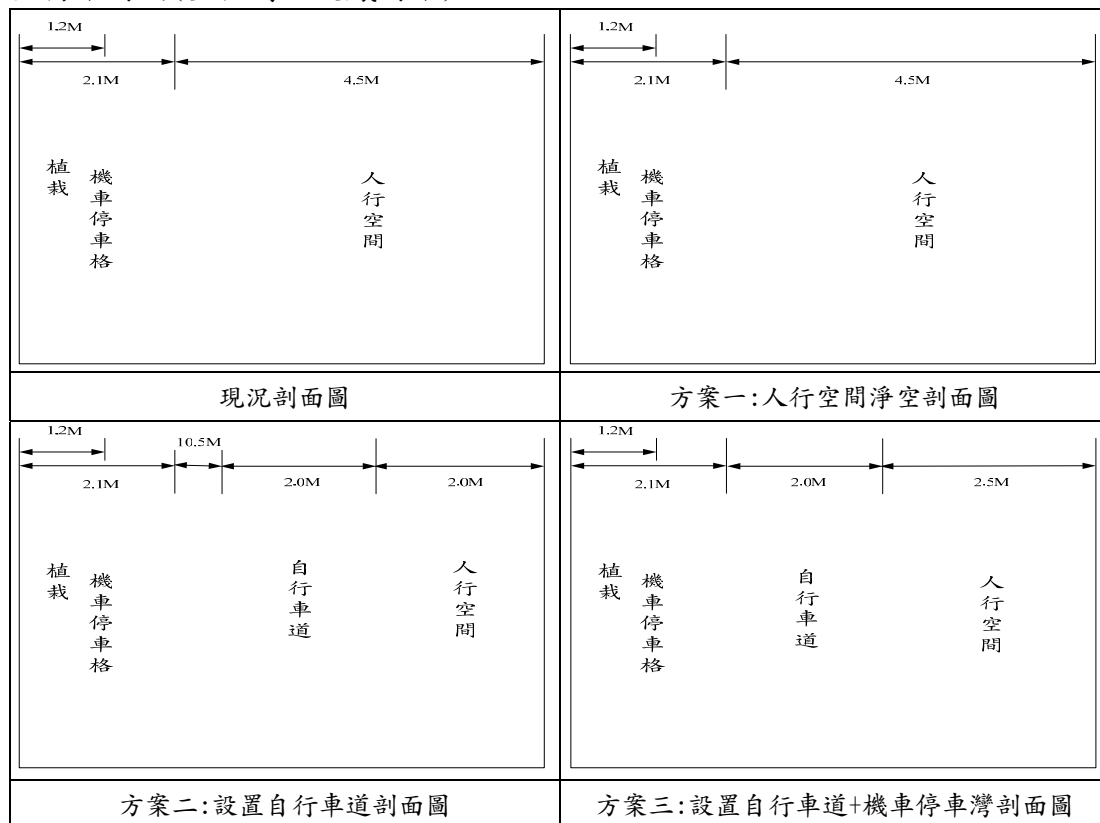 1.2M
2.1M
4.5M
植栽
機車停車格
人行空間
現況剖面圖
1.2M
2.1M
4.5M
植栽
機車停車格
人行空間
方案一:人行空間淨空剖面圖
1.2M
10.5M
2.1M
2.0M
2.0M
植栽
機車停車格
自行車道
人行空間
方案二:設置自行車道剖面圖
1.2M
2.1M
2.0M
2.5M
植栽
機車停車格
自行車道
人行空間
方案三:設置自行車道+機車停車灣剖面圖